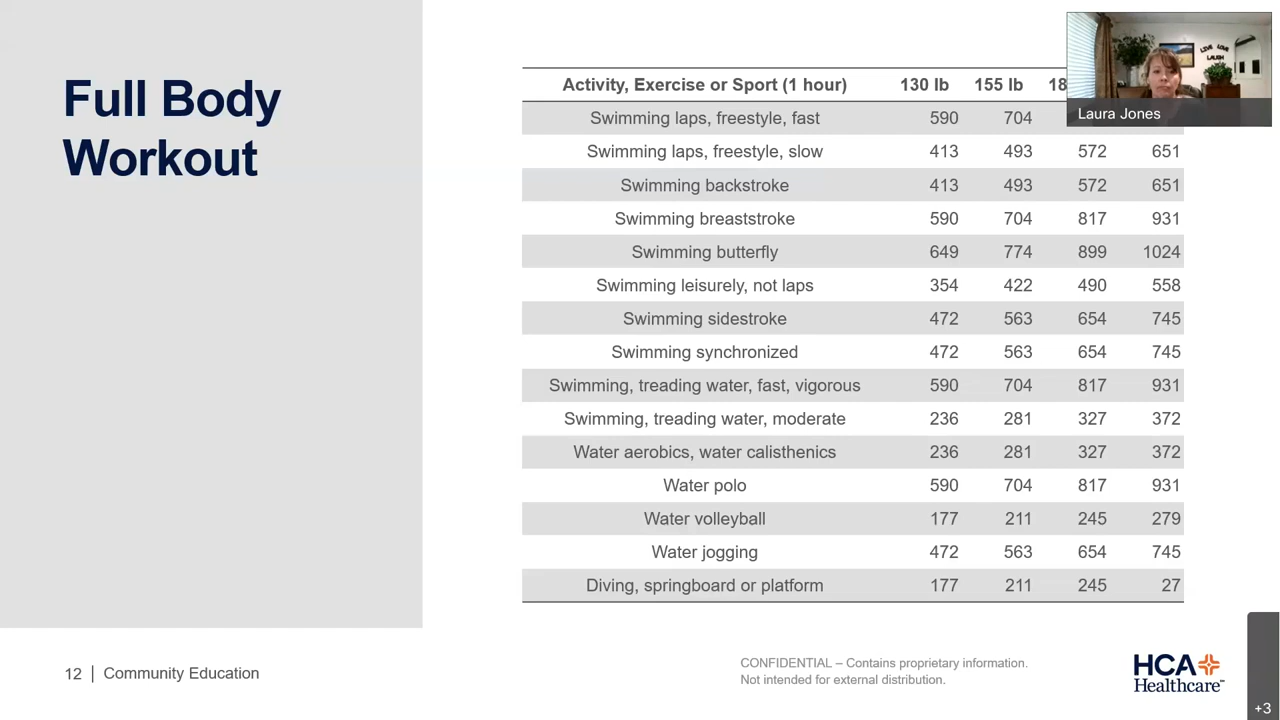 Full Body
Workout
Activity, Exercise or Sport (1 hour) 130 lb 155 lb 18
Swimming laps, freestyle, fast 590 704
Swimming laps, freestyle, slow 413 493 572 651
Swimming backstroke 413 493 572 651
Swimming breaststroke 590 704 817 931
Swimming butterfly 649 774 899 1024
Swimming leisurely, not laps 354 422 490 558
Swimming sidestroke 472 563 654 745
Swimming synchronized 472 563 654 745
Swimming, treading water, fast, vigorous 590 704 817 931
Swimming, treading water, moderate 236 281 327 372
Water aerobics, water calisthenics 236 281 327 372
Water polo 590 704 817 931
Water volleyball 177 211 245 279
Water jogging 472 563 654 745
Diving, springboard or platform 177 211 245 27
LIVE LOVE
LAUGH
Laura Jones
12 | Community Education
CONFIDENTIAL – Contains proprietary information.
Not intended for external distribution.
HCA
Healthcare™
+3